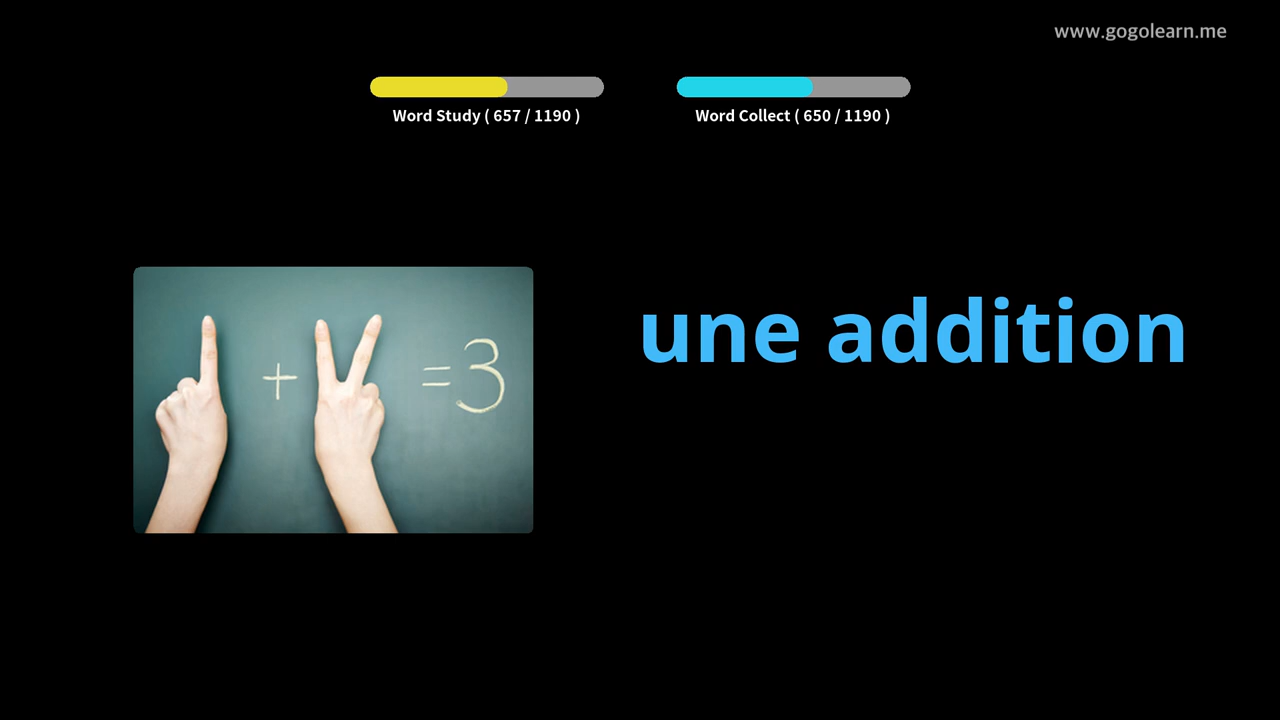 www.gogolearn.me
Word Study ( 657 / 1190 )
Word Collect ( 650 / 1190 )
+ = 3
une addition